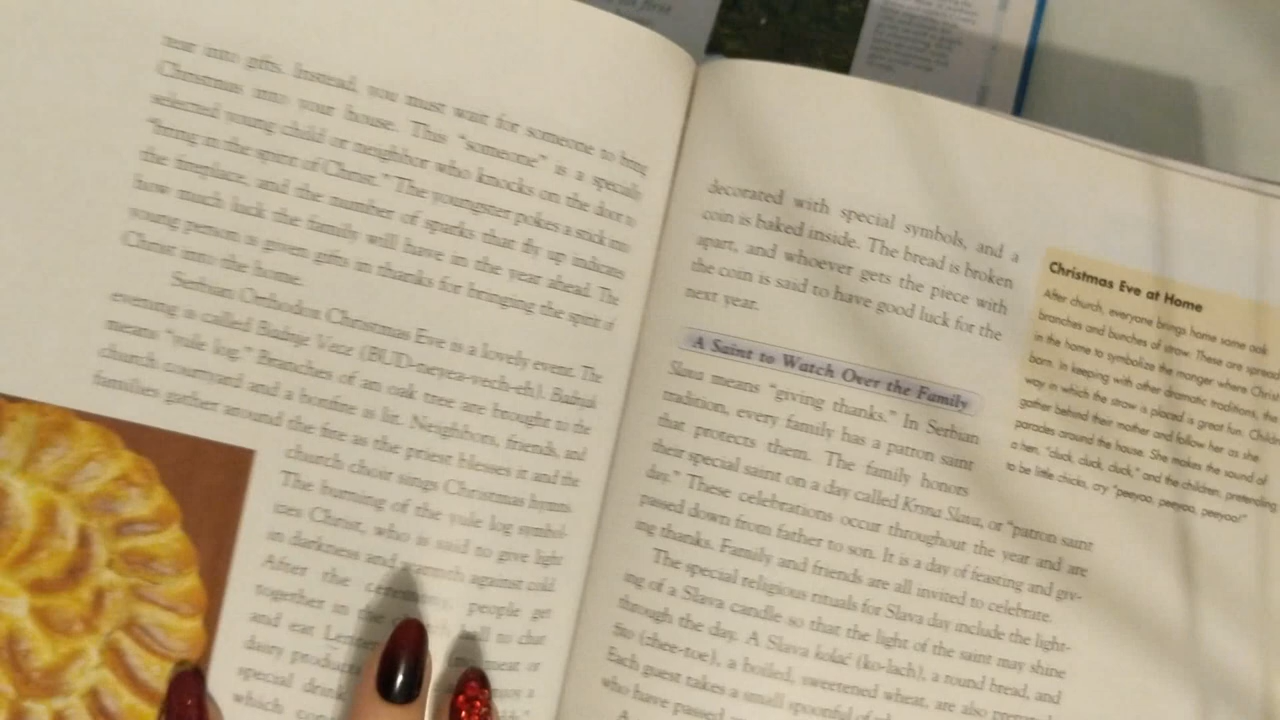 near into gifts. Instead, you must wait for someone to bring
Christmas into your house. This "someone" is a specially
selected young child or neighbor who knocks on the door to
"bring in the spirit of Christ." The youngster pokes a stick into
the fireplace, and the number of sparks that fly up indicate
how much luck the family will have in the year ahead. The
young person is given gifts in thanks for bringing the spirit of
Christ into the home.
Serbian Orthodox Christmas Eve is a lovely event. The
evening is called Badnje Vece (BUD-neyea-vech-eh). Badnjak
means "yule log." Branches of an oak tree are brought to the
church courtyard and a bonfire is lit. Neighbors, friends, and
families gather around the fire as the priest blesses it and the
church choir sings Christmas hymns.
The burning of the yule log symbol-
izes Christ, who is said to give light
in darkness and warmth against cold.
After the ceremony, people get
together in the hall to chat
and eat meat or
dairy products
special drink
which
decorated with special symbols, and a
coin is baked inside. The bread is broken
apart, and whoever gets the piece with
the coin is said to have good luck for the
next year.
A Saint to Watch Over the Family
Slava means "giving thanks." In Serbian
tradition, every family has a patron saint
that protects them. The family honors
their special saint on a day called Krsna Slava, or "patron saint
day." These celebrations occur throughout the year and are
passed down from father to son. It is a day of feasting and giv-
ing thanks. Family and friends are all invited to celebrate.
The special religious rituals for Slava day include the light-
ing of a Slava candle so that the light of the saint may shine
through the day. A Slava kolač (ko-lach), a round bread, and
žito (zhee-toe), a boiled, sweetened wheat, are also prepared.
Each guest takes a small spoonful of the
who have passed
A
Christmas Eve at Home
After church, everyone brings home some oak
branches and bunches of straw. These are spread
in the home to symbolize the manger where Christ
born. In keeping with other dramatic traditions, the
way in which the straw is placed is great fun. Children
gather behind their mother and follow her as she
parades around the house. She makes the sound of
a hen, "cluck, cluck, cluck," and the children, pretending
to be little chicks, cry "peeyoo, peeyoo, peeyoo!"
on first